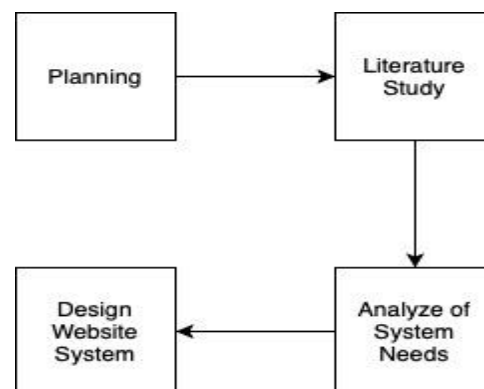 Planning
Literature
Study
Analyze of
System
Needs
Design
Website
System